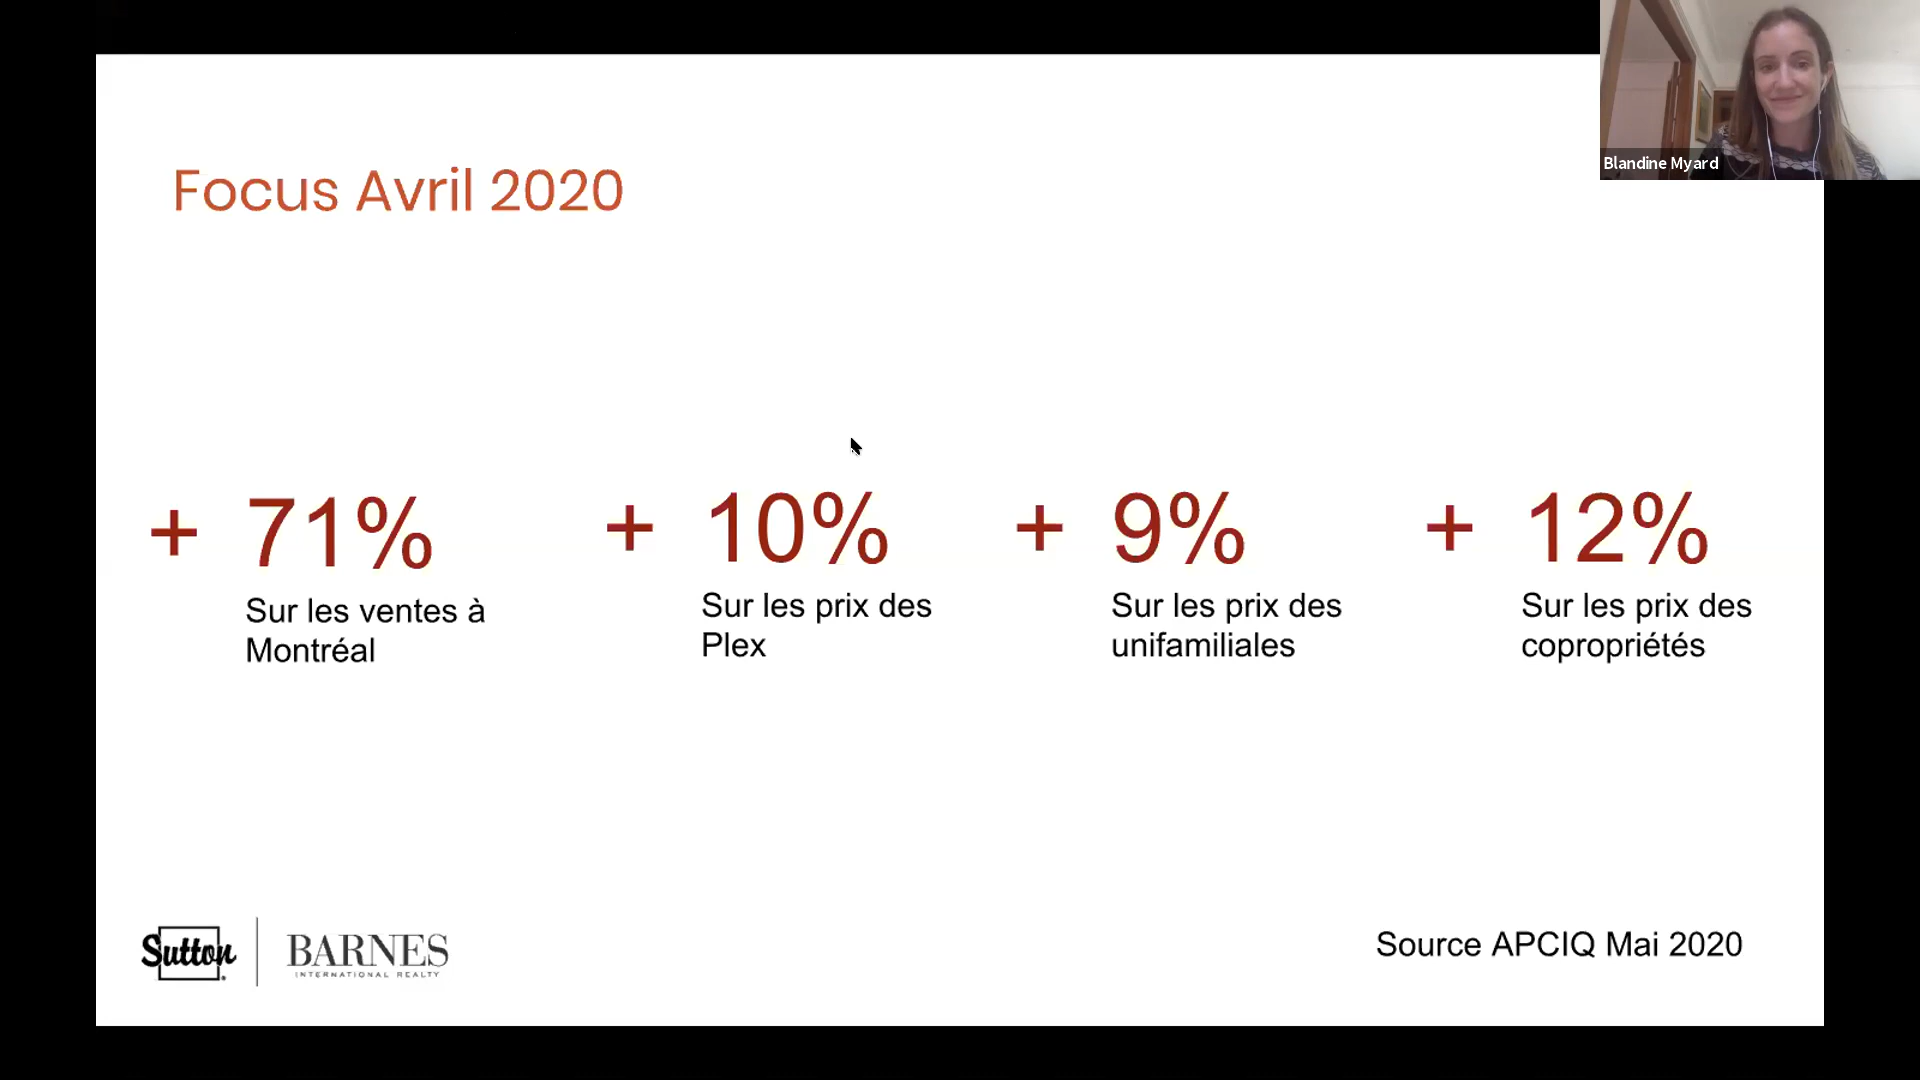 Blandine Myard
Focus Avril 2020
+ 71%
Sur les ventes à
Montréal
+ 10%
Sur les prix des
Plex
+ 9%
Sur les prix des
unifamiliales
+ 12%
Sur les prix des
copropriétés
Sutton
BARNES
INTERNATIONAL REALTY
Source APCIQ Mai 2020